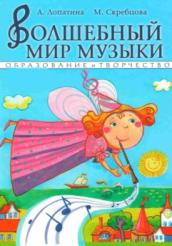 А. Лопатина М. Скребцова
ВОЛШЕБНЫЙ
МИР МУЗЫКИ
ОБРАЗОВАНИЕ И ТВОРЧЕСТВО